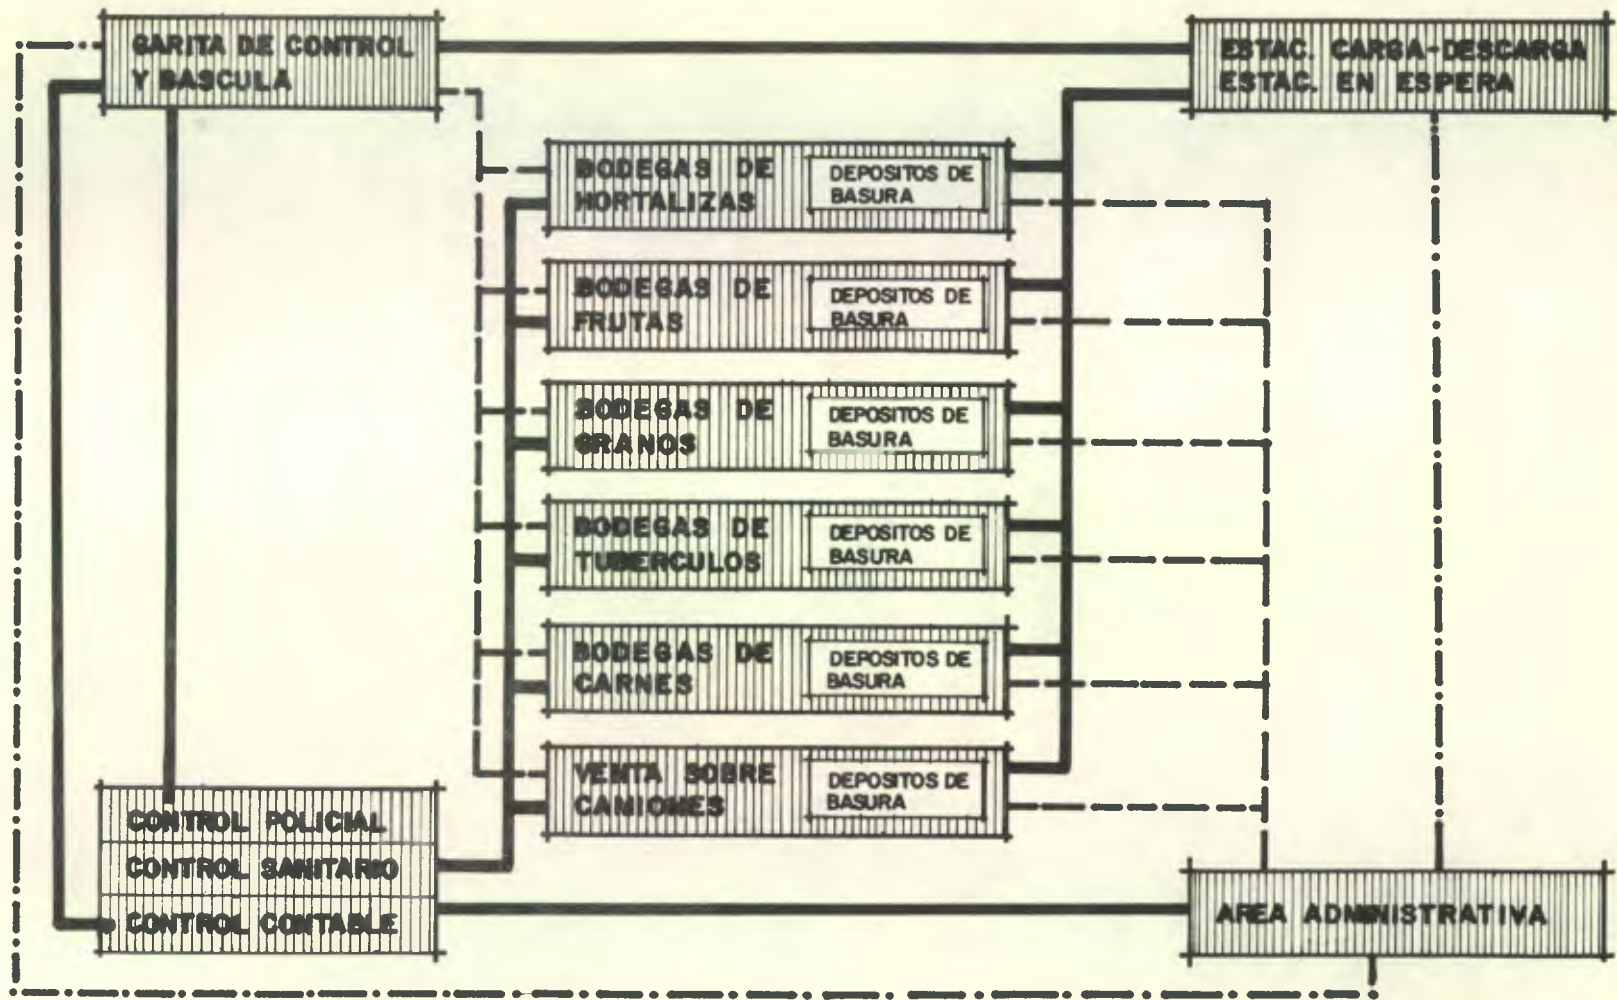 GARITA DE CONTROL
Y BASCULA
ESTAC. CARGA-DESCARGA
ESTAC. EN ESPERA
BODEGAS DE
HORTALIZAS
DEPOSITOS DE
BASURA
BODEGAS DE
FRUTAS
DEPOSITOS DE
BASURA
BODEGAS DE
GRANOS
DEPOSITOS DE
BASURA
BODEGAS DE
TUBERCULOS
DEPOSITOS DE
BASURA
BODEGAS DE
CARNES
DEPOSITOS DE
BASURA
VENTA SOBRE
CAMIONES
DEPOSITOS DE
BASURA
CONTROL POLICIAL
CONTROL SANITARIO
CONTROL CONTABLE
AREA ADMINISTRATIVA